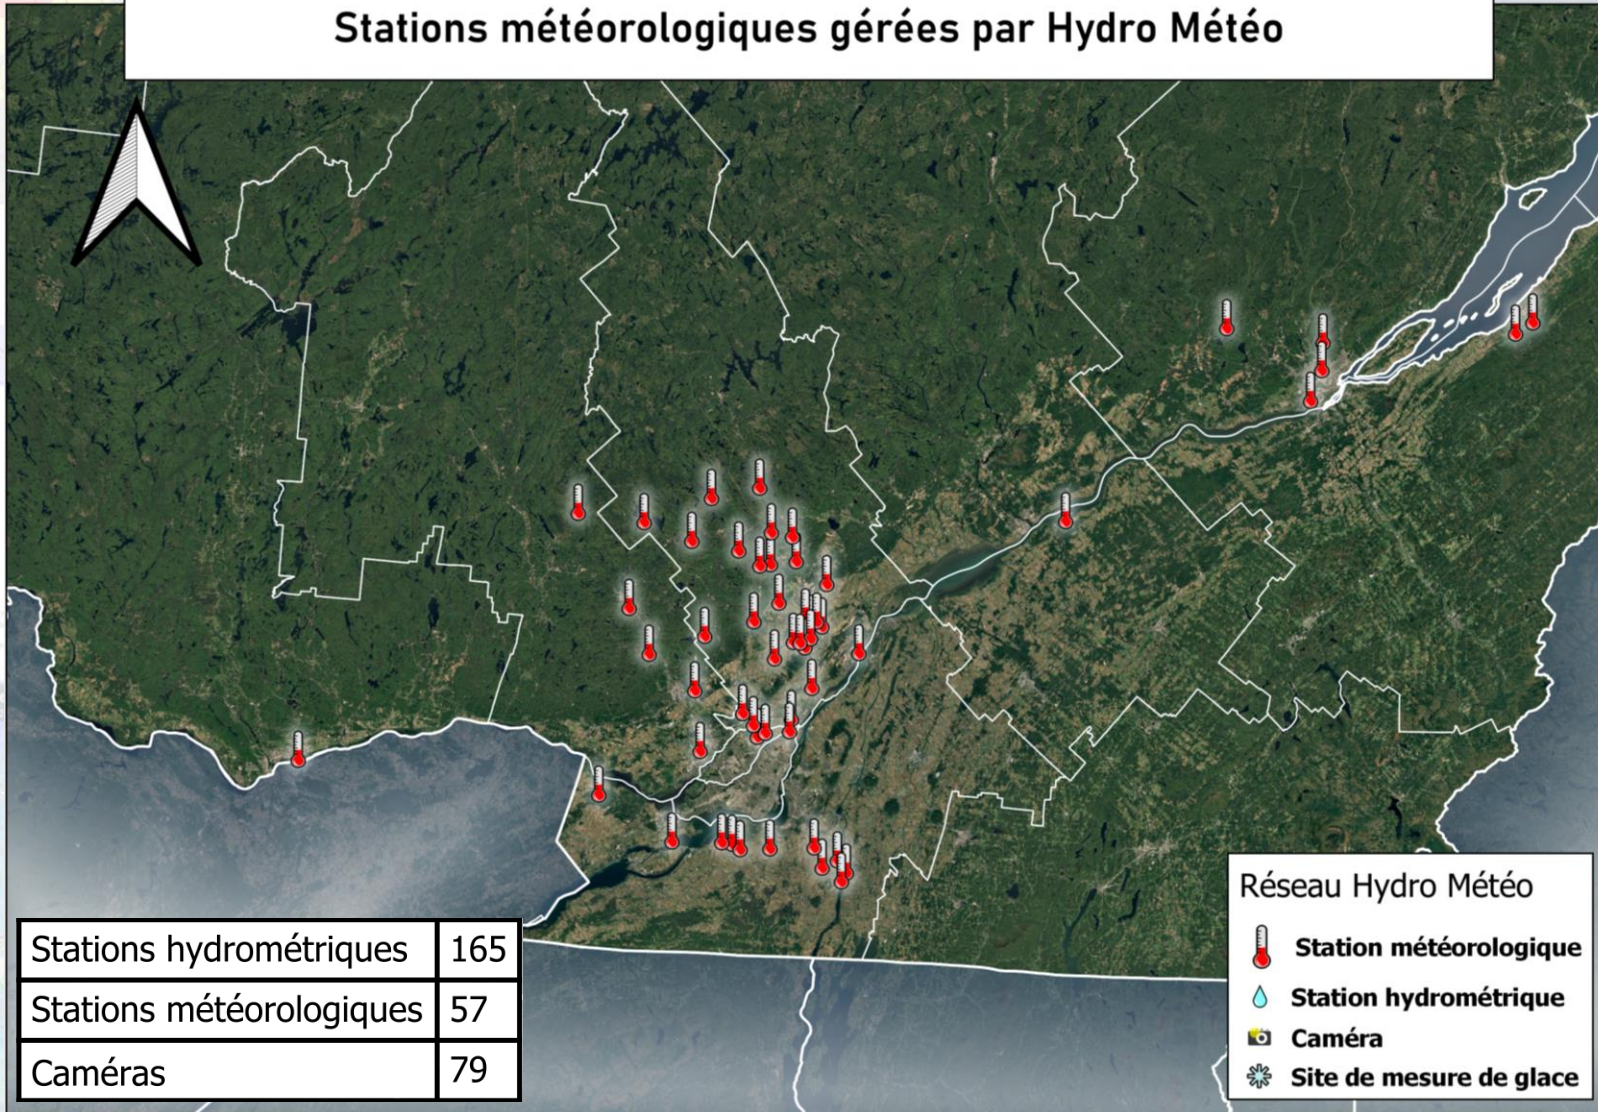 Stations météorologiques gérées par Hydro Météo
Stations hydrométriques 165
Stations météorologiques 57
Caméras 79
Réseau Hydro Météo
Station météorologique
Station hydrométrique
Caméra
Site de mesure de glace